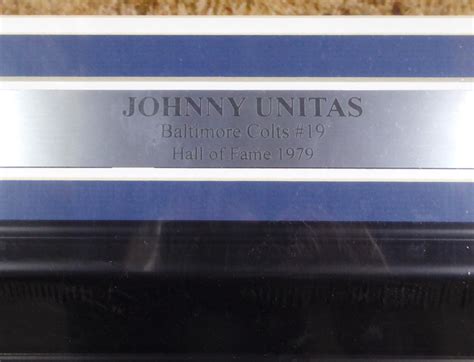 JOHNNY UNITAS
Baltimore Colts #19
Hall of Fame 1979